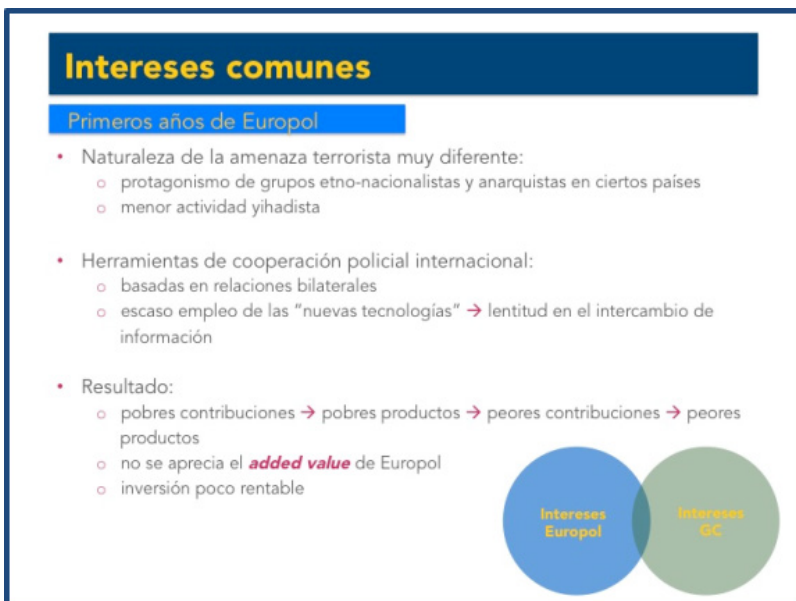 Intereses comunes
Primeros años de Europol
• Naturaleza de la amenaza terrorista muy diferente:
o protagonismo de grupos etno-nacionalistas y anarquistas en ciertos países
o menor actividad yihadista
• Herramientas de cooperación policial internacional:
o basadas en relaciones bilaterales
o escaso empleo de las "nuevas tecnologías" → lentitud en el intercambio de
información
• Resultado:
o pobres contribuciones → pobres productos → peores contribuciones → peores
productos
o no se aprecia el added value de Europol
o inversión poco rentable
Intereses
Europol
Intereses
GC